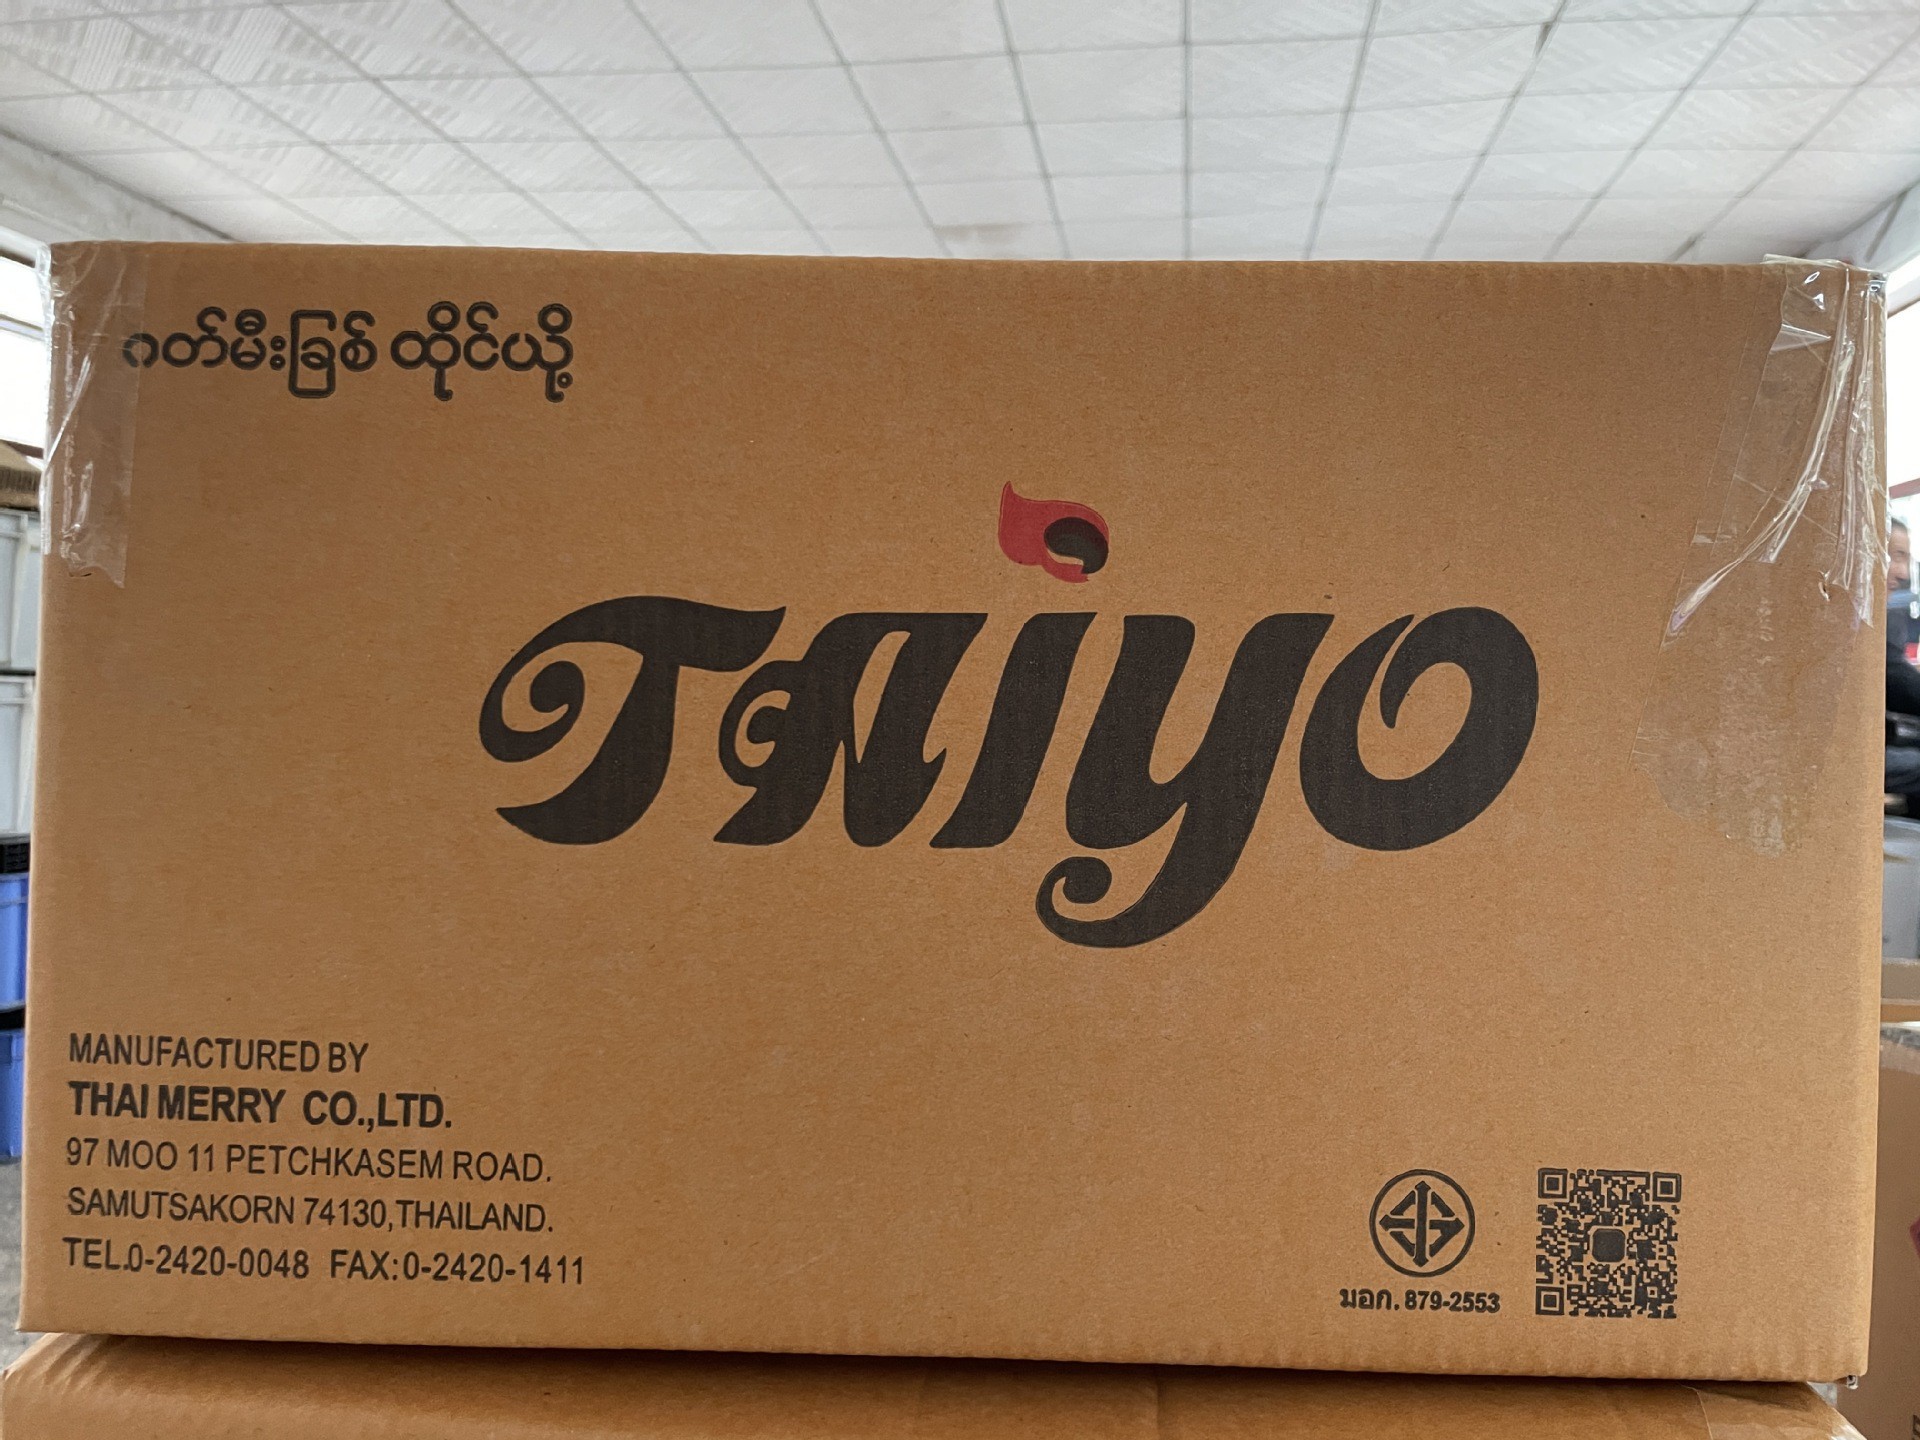 ဂတ်မီးခြစ် ထိုင်ယို့
TAiyo
MANUFACTURED BY
THAI MERRY CO.,LTD.
97 MOO 11 PETCHKASEM ROAD.
SAMUTSAKORN 74130,THAILAND.
TEL.0-2420-0048 FAX:0-2420-1411
มอก. 879-2553